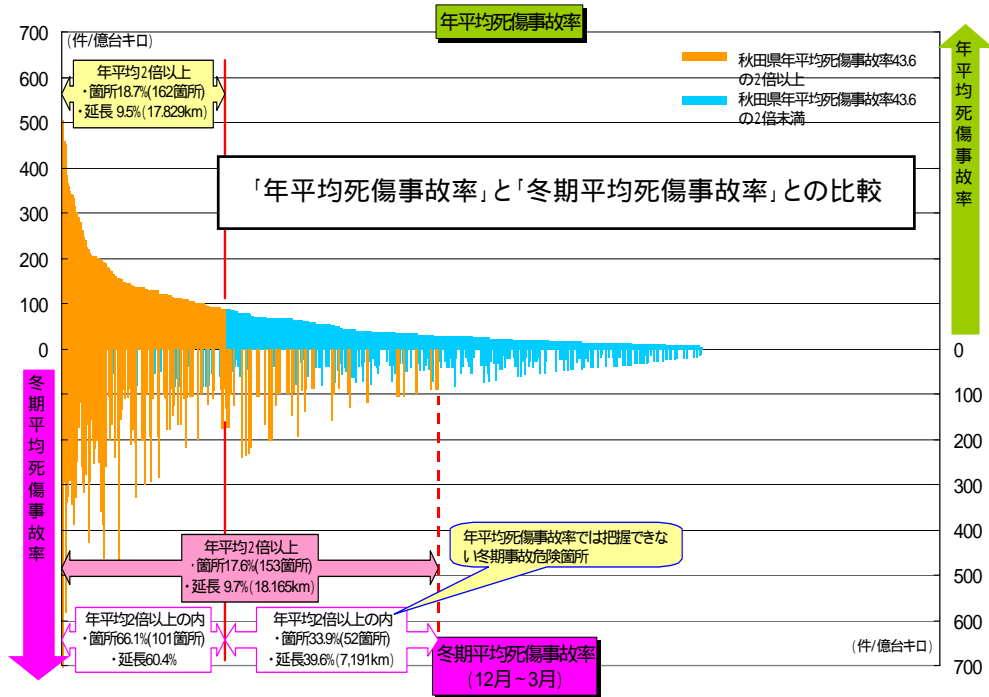 年平均死傷事故率
700
600
500
400
300
200
100
0
(件/億台キロ)
年平均2倍以上
・箇所18.7%(162箇所)
・延長 9.5%(17.829km)
秋田県年平均死傷事故率43.6
の2倍以上
秋田県年平均死傷事故率43.6
の2倍未満
年平均死傷事故率
「年平均死傷事故率」と「冬期平均死傷事故率」との比較
0
100
200
300
400
500
600
700
冬期平均死傷事故率
年平均死傷事故率では把握できな
い冬期事故危険箇所
年平均2倍以上
・箇所17.6%(153箇所)
・延長 9.7%(18.165km)
年平均2倍以上の内
・箇所66.1%(101箇所)
・延長60.4%
年平均2倍以上の内
・箇所33.9%(52箇所)
・延長39.6%(7,191km)
(件/億台キロ)
冬期平均死傷事故率
(12月~3月)